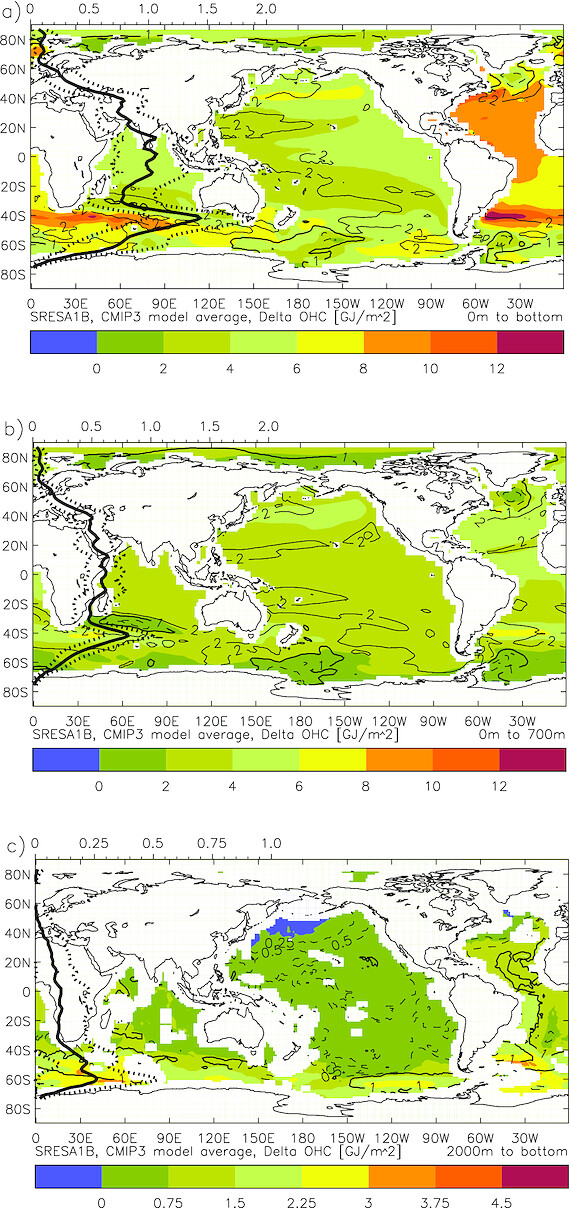 a)
0 0.5 1.0 1.5 2.0
80N
60N
40N
20N
0
20S
40S
60S
80S
0 30E 60E 90E 120E 150E 180E 150W 120W 90W 60W 30W
SRESA1B, CMIP3 model average, Delta OHC [GJ/m^2] 0m to bottom
0 2 4 6 8 10 12
b)
0 0.5 1.0 1.5 2.0
80N
60N
40N
20N
0
20S
40S
60S
80S
0 30E 60E 90E 120E 150E 180E 150W 120W 90W 60W 30W
SRESA1B, CMIP3 model average, Delta OHC [GJ/m^2] 0m to 700m
0 2 4 6 8 10 12
c)
0 0.25 0.5 0.75 1.0
80N
60N
40N
20N
0
20S
40S
60S
80S
0 30E 60E 90E 120E 150E 180W 150W 120W 90W 60W 30W
SRESA1B, CMIP3 model average, Delta OHC [GJ/m^2] 2000m to bottom
0 0.75 1.5 2.25 3 3.75 4.5